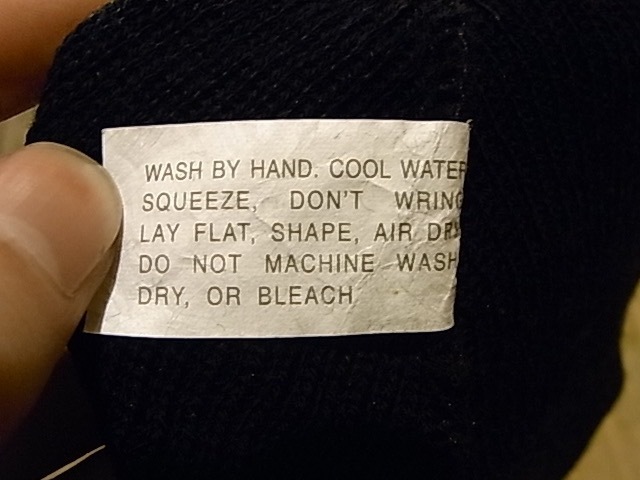 WASH BY HAND. COOL WATER
SQUEEZE, DON'T WRING
LAY FLAT, SHAPE, AIR DRY
DO NOT MACHINE WASH
DRY, OR BLEACH